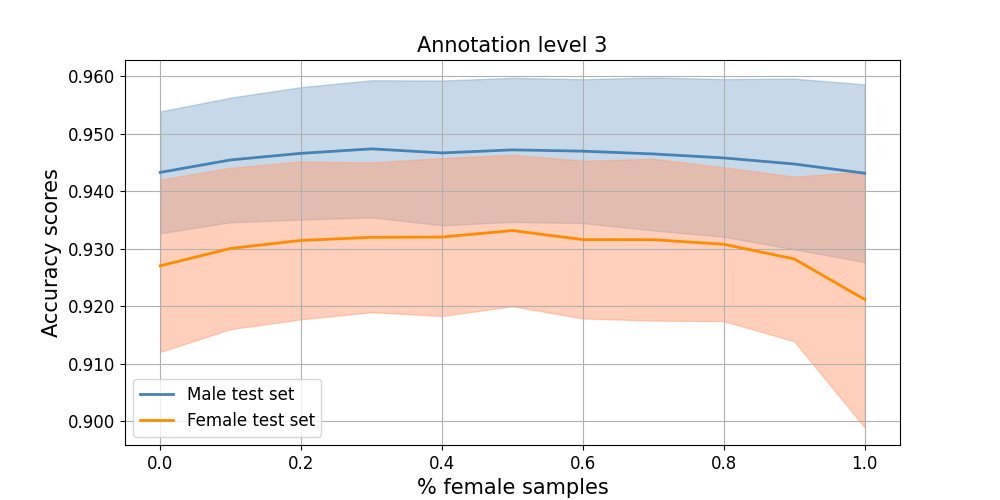 Annotation level 3
Accuracy scores
0.960
0.950
0.940
0.930
0.920
0.910
0.900
Male test set
Female test set
0.0 0.2 0.4 0.6 0.8 1.0
% female samples